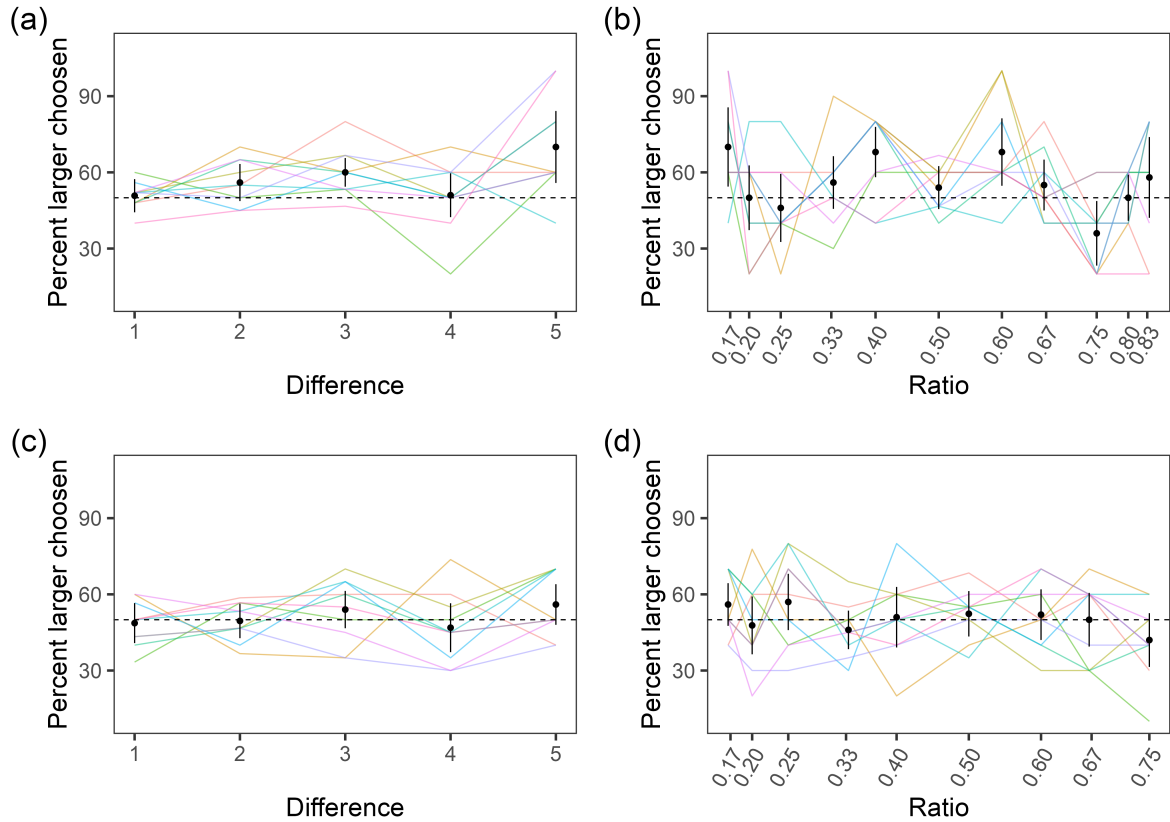 (a)
Percent larger choosen
90
60
30
1 2 3 4 5
Difference
(b)
Percent larger choosen
90
60
30
0.17 0.20 0.25 0.33 0.40 0.50 0.60 0.67 0.75 0.80 0.83
Ratio
(c)
Percent larger choosen
90
60
30
1 2 3 4 5
Difference
(d)
Percent larger choosen
90
60
30
0.17 0.20 0.25 0.33 0.40 0.50 0.60 0.67 0.75
Ratio